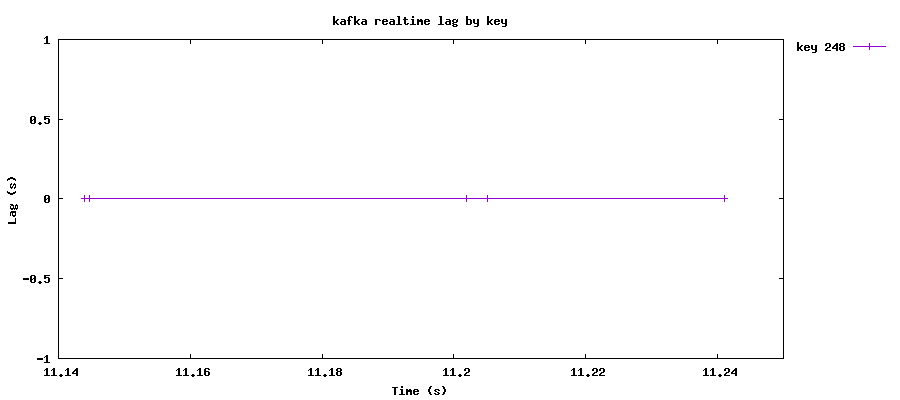 kafka realtime lag by key
key 248
1
0.5
0
-0.5
-1
Lag (s)
11.14 11.16 11.18 11.2 11.22 11.24
Time (s)